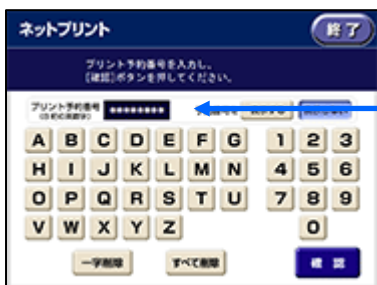 ネットプリント
終了
プリント予約番号を入力し、
[確認]ボタンを押してください。
プリント予約番号
********
A B C D E F G 1 2 3
H I J K L M N 4 5 6
O P Q R S T U 7 8 9
V W X Y Z 0
一字削除 すべて削除 確認